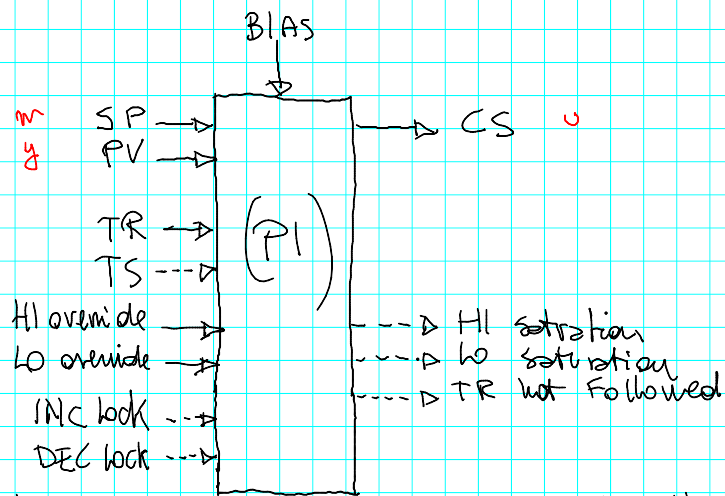 BIAS
w SP CS u
y PV
TR (PI)
TS
HI override HI satration
LO override LO saturation
INC lock TR not Followed
DEC lock